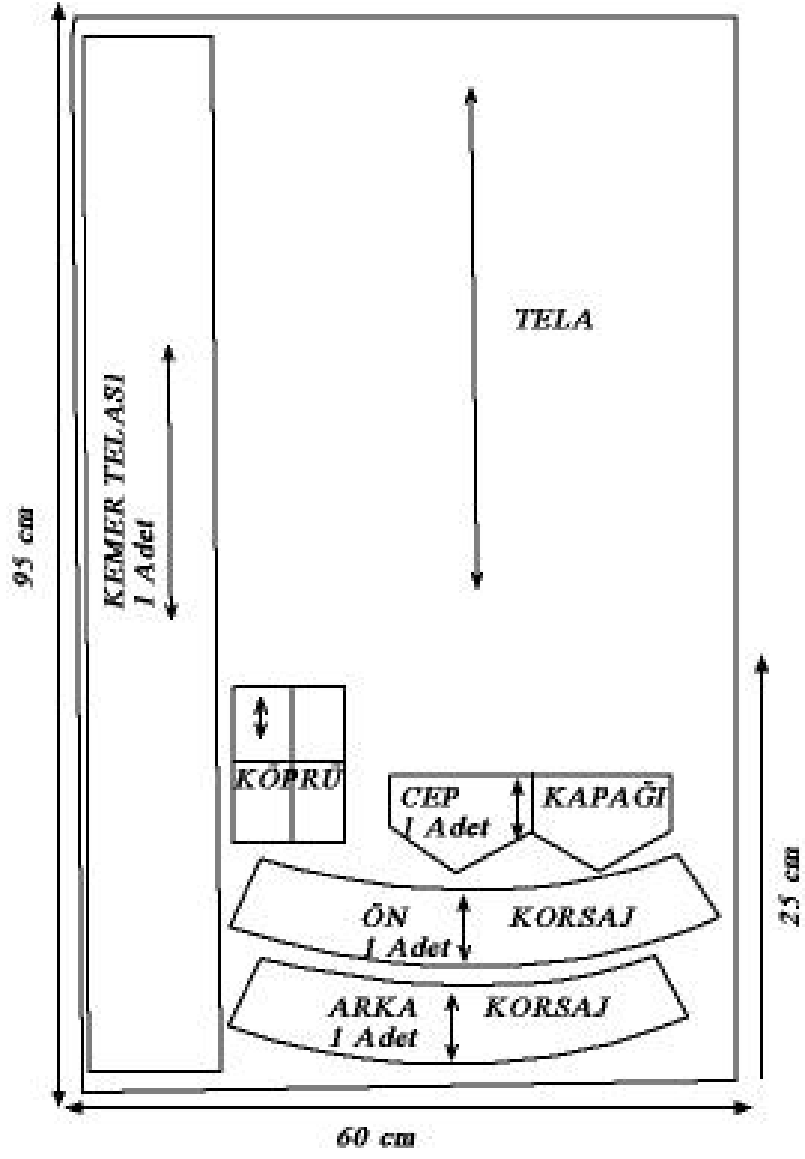 TELA
KEMER TELASI
1 Adet
95 cm
KÖPRÜ
CEP KAPAĞI
1 Adet
25 cm
ÖN KORSAJ
1 Adet
ARKA KORSAJ
1 Adet
60 cm